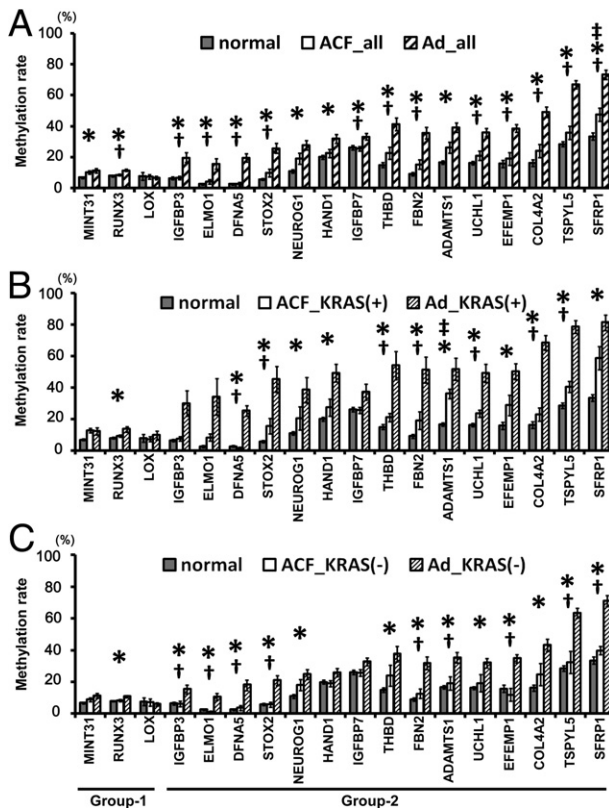 A
(%)
normal ACF_all Ad_all
Methylation rate
100
80
60
40
20
0
* * † * † * † * † * † * * * † * † * † * * † * † * † * † ‡ * †
MINT31 RUNX3 LOX IGFBP3 ELMO1 DFNA5 STOX2 NEUROG1 HAND1 IGFBP7 THBD FBN2 ADAMTS1 UCHL1 EFEMP1 COL4A2 TSPYL5 SFRP1
B
(%)
normal ACF_KRAS(+) Ad_KRAS(+)
Methylation rate
100
80
60
40
20
0
* * † * † * * * † * † ‡ * * † * * † * † *
MINT31 RUNX3 LOX IGFBP3 ELMO1 DFNA5 STOX2 NEUROG1 HAND1 IGFBP7 THBD FBN2 ADAMTS1 UCHL1 EFEMP1 COL4A2 TSPYL5 SFRP1
C
(%)
normal ACF_KRAS(-) Ad_KRAS(-)
Methylation rate
100
80
60
40
20
0
* * † * † * † * † * * * † * † * * † * * † * †
MINT31 RUNX3 LOX IGFBP3 ELMO1 DFNA5 STOX2 NEUROG1 HAND1 IGFBP7 THBD FBN2 ADAMTS1 UCHL1 EFEMP1 COL4A2 TSPYL5 SFRP1
Group-1 Group-2